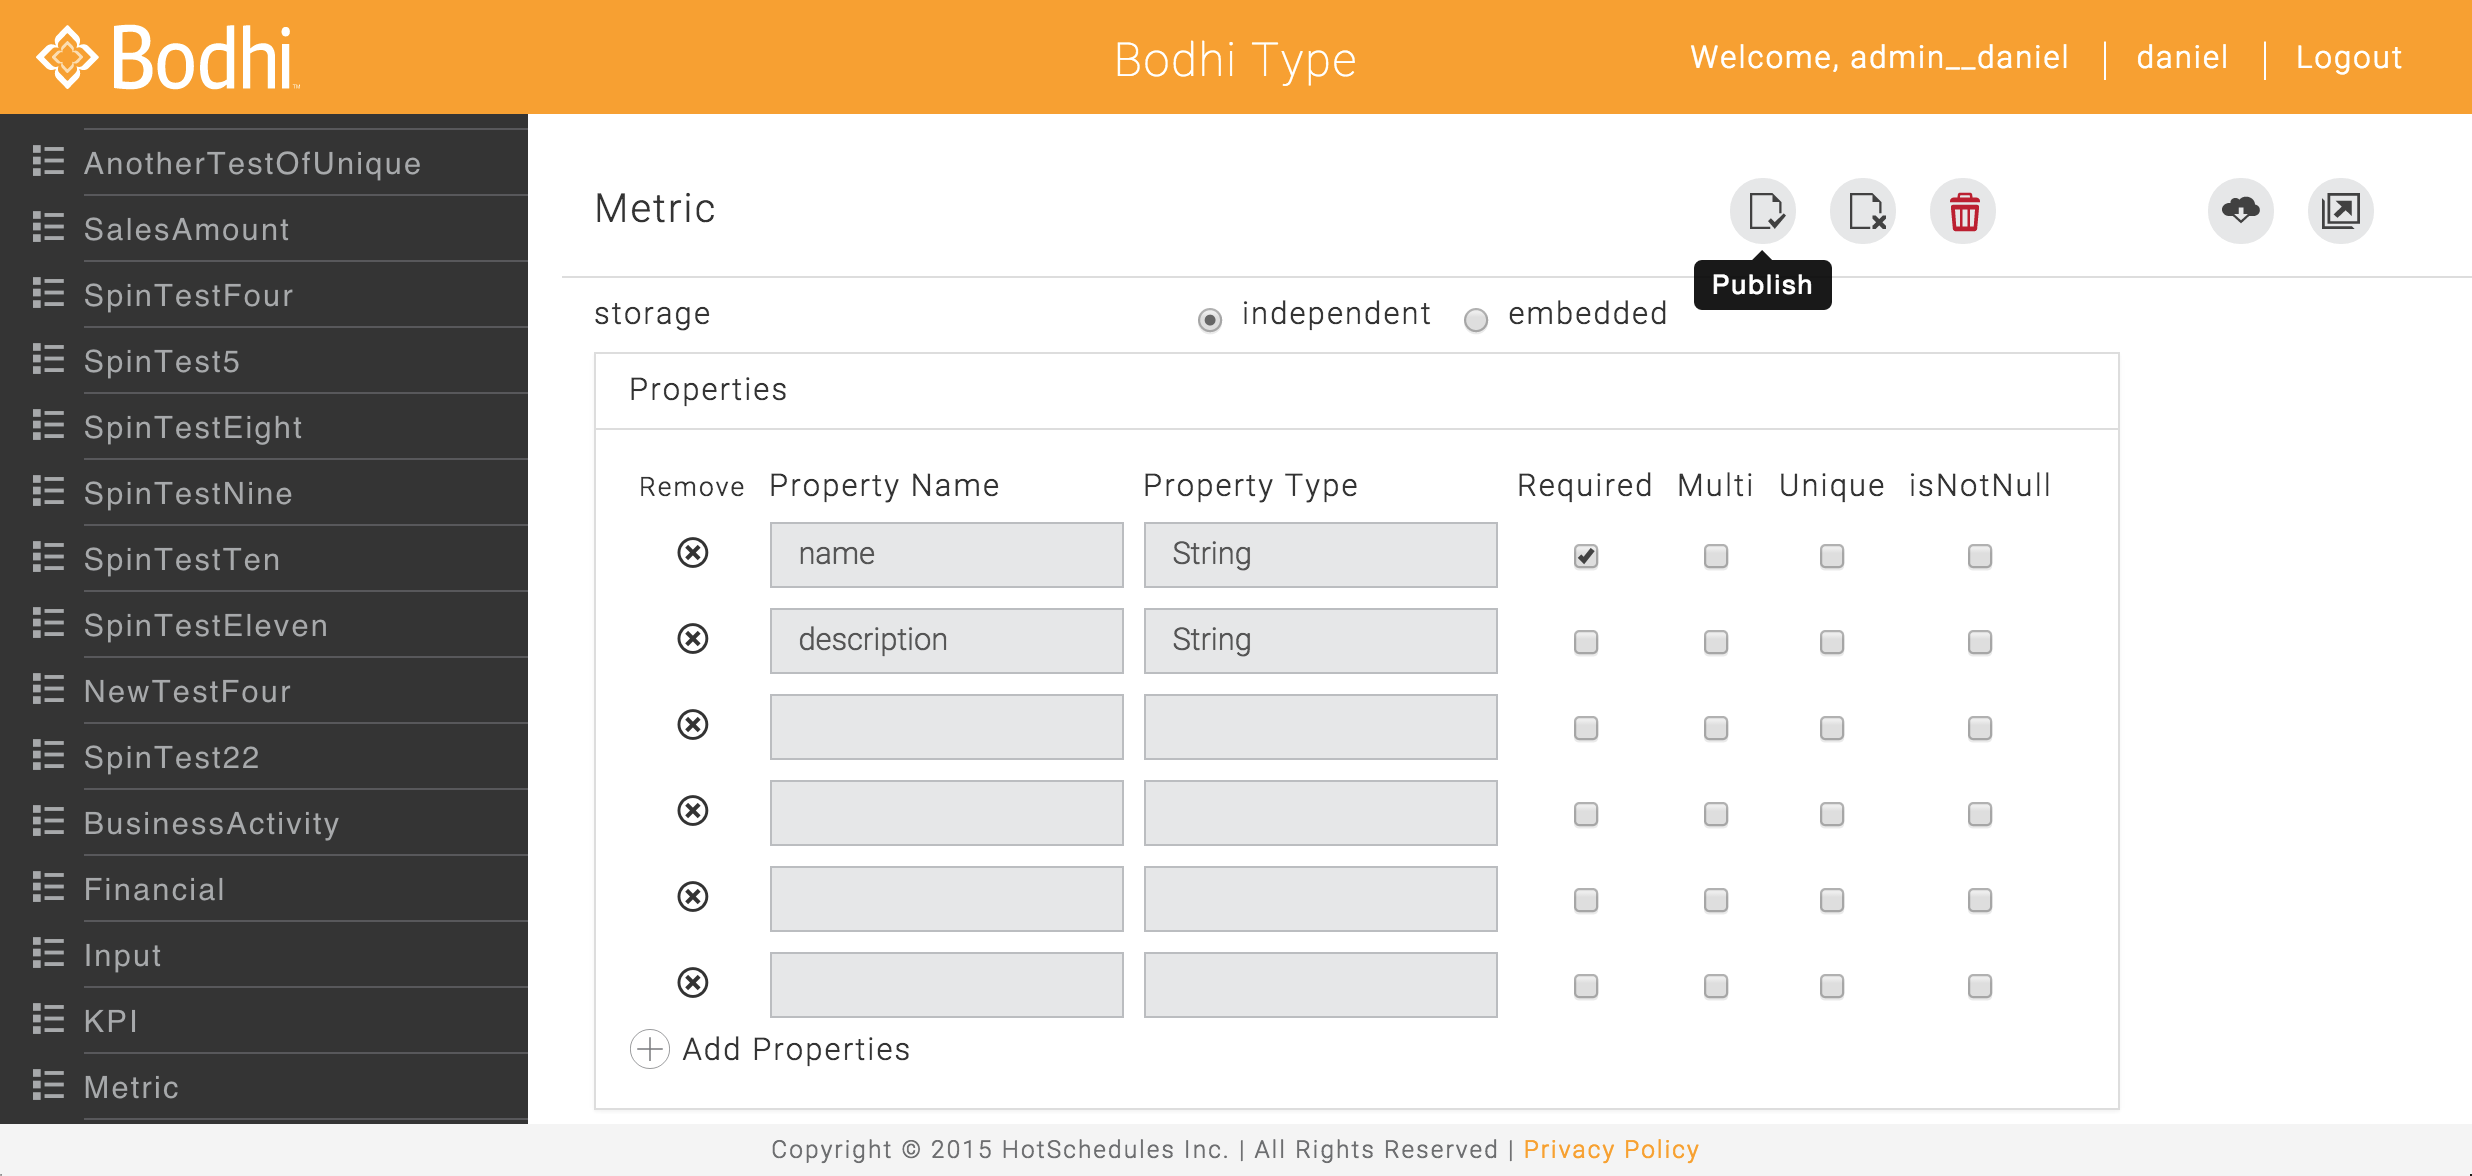 Bodhi™
Bodhi Type
Welcome, admin__daniel | daniel | Logout
AnotherTestOfUnique
SalesAmount
SpinTestFour
SpinTest5
SpinTestEight
SpinTestNine
SpinTestTen
SpinTestEleven
NewTestFour
SpinTest22
BusinessActivity
Financial
Input
KPI
Metric
Metric
Publish
storage independent embedded
Properties
Remove Property Name Property Type Required Multi Unique isNotNull
name String
description String
Add Properties
Copyright © 2015 HotSchedules Inc. | All Rights Reserved | Privacy Policy